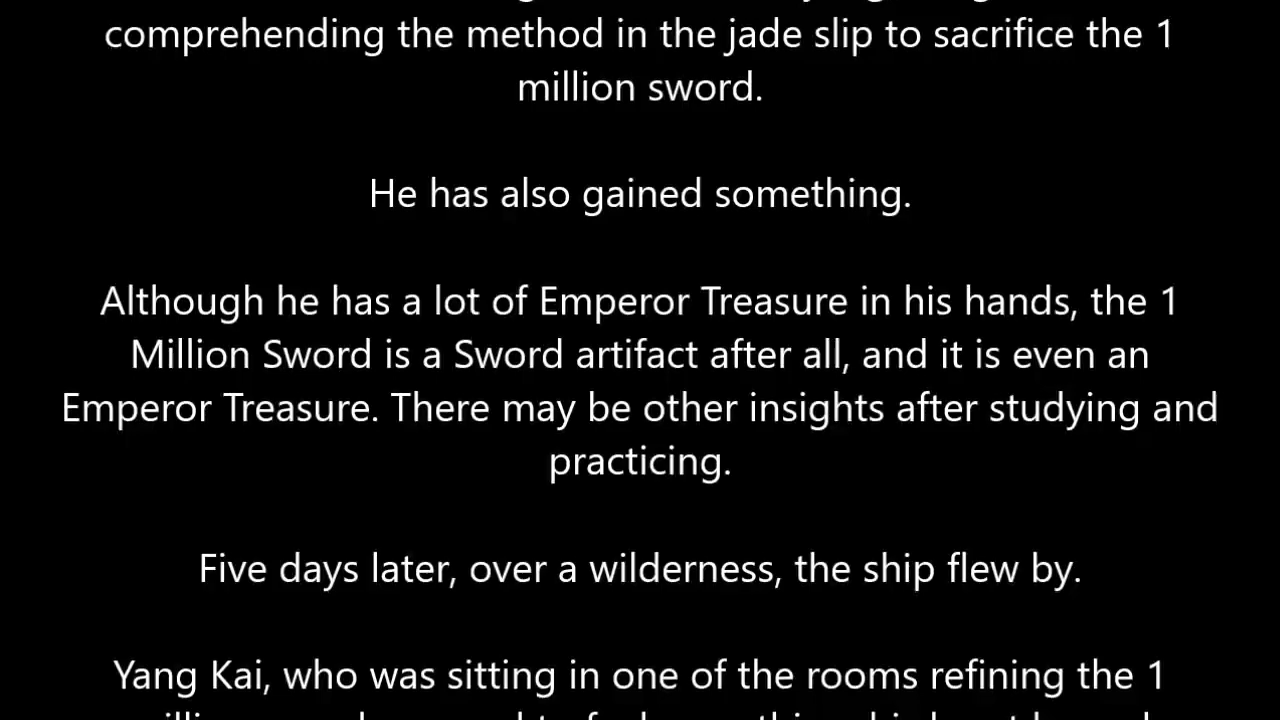 comprehending the method in the jade slip to sacrifice the 1
million sword.
He has also gained something.
Although he has a lot of Emperor Treasure in his hands, the 1
Million Sword is a Sword artifact after all, and it is even an
Emperor Treasure. There may be other insights after studying and
practicing.
Five days later, over a wilderness, the ship flew by.
Yang Kai, who was sitting in one of the rooms refining the 1